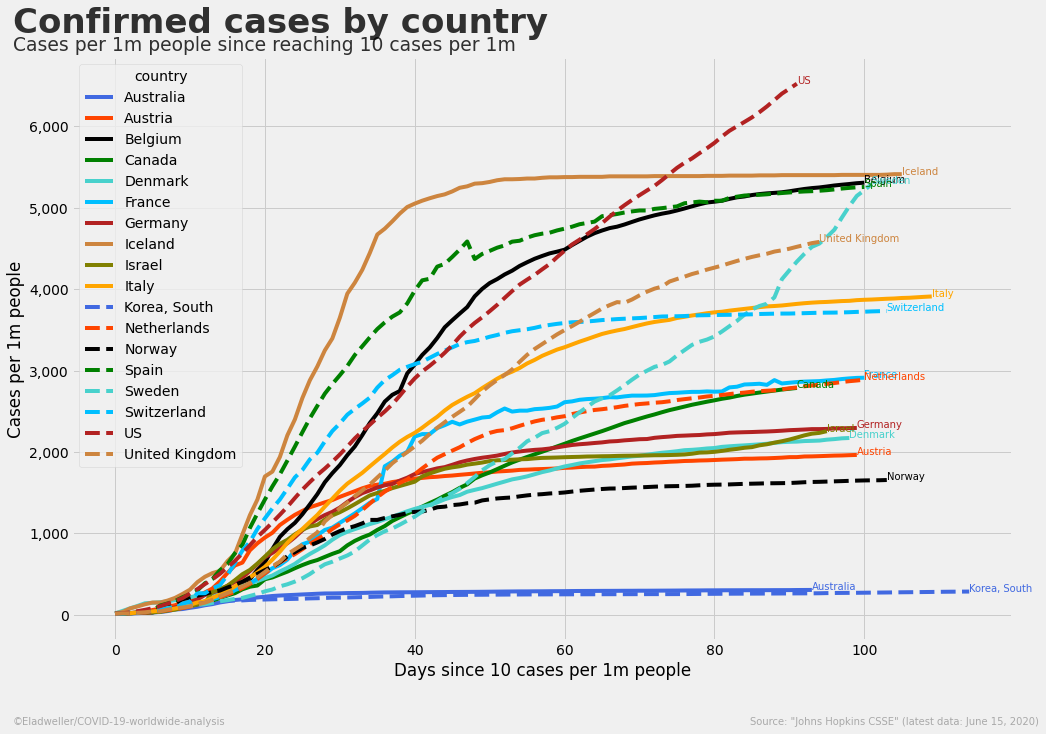 Confirmed cases by country
Cases per 1m people since reaching 10 cases per 1m
country
Australia
Austria
Belgium
Canada
Denmark
France
Germany
Iceland
Israel
Italy
Korea, South
Netherlands
Norway
Spain
Sweden
Switzerland
US
United Kingdom
Cases per 1m people
6,000
5,000
4,000
3,000
2,000
1,000
0
US
Iceland
Belgium
Spain
United Kingdom
Italy
Switzerland
France
Netherlands
Canada
Germany
Israel
Denmark
Austria
Norway
Australia
Korea, South
0 20 40 60 80 100
Days since 10 cases per 1m people
©Eladweller/COVID-19-worldwide-analysis
Source: "Johns Hopkins CSSE" (latest data: June 15, 2020)